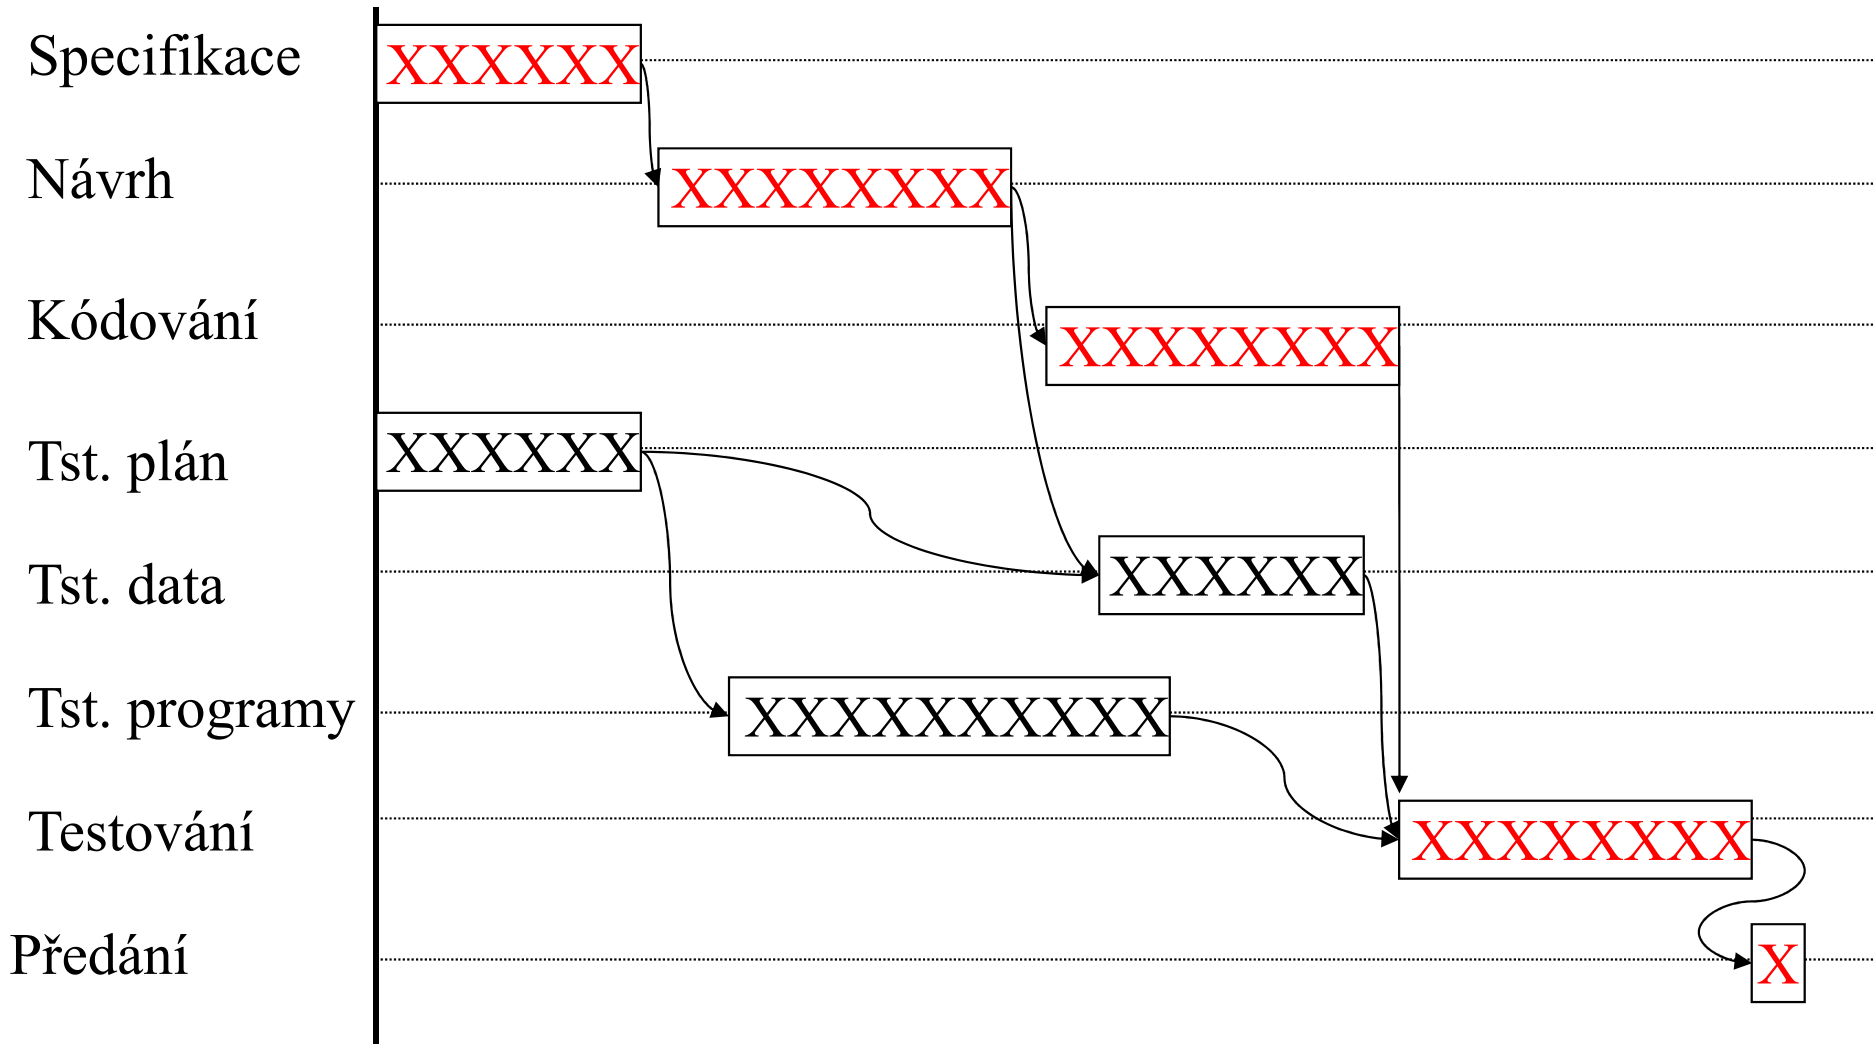 Specifikace XXXXXX
Návrh XXXXXXXX
Kódování XXXXXXXX
Tst. plán XXXXXX
Tst. data XXXXXX
Tst. programy XXXXXXXXXX
Testování XXXXXXXX
Předání X